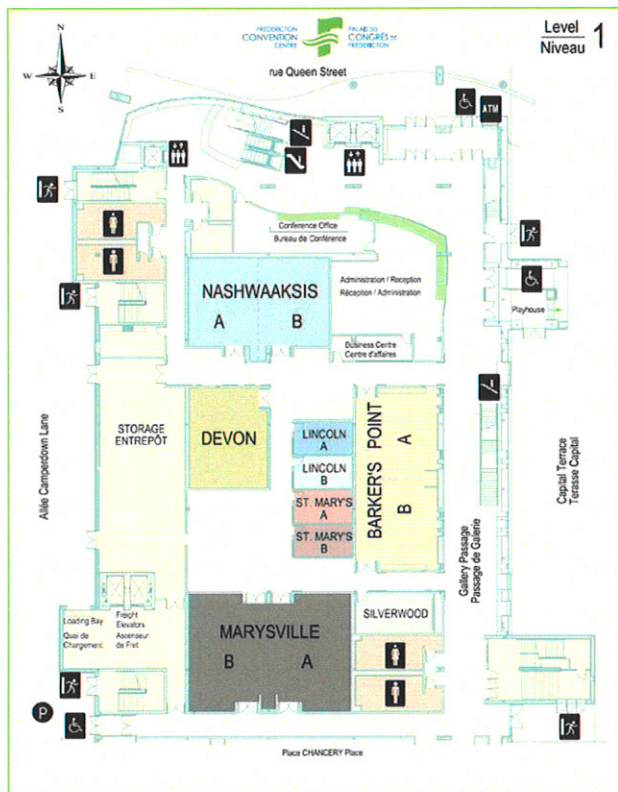 FREDERICTON
CONVENTION
CENTRE
PALAIS DES
CONGRÈS DE
FREDERICTON
Level 1
Niveau
N
W E
S
rue Queen Street
ATM
Conference Office
Bureau de Conférence
NASHWAAKSIS
A B
Administration / Reception
Réception / Administration
Playhouse
Business Centre
Centre d'affaires
STORAGE
ENTREPÔT
DEVON
LINCOLN
A
LINCOLN
B
ST. MARY'S
A
ST. MARY'S
B
BARKER'S POINT
A
B
Allée Camperdown Lane
Gallery Passage
Passage de Galerie
Capital Terrace
Terasse Capital
Loading Bay
Quai de
Chargement
Freight
Elevators
Ascenseur
de Fret
MARYSVILLE
B A
SILVERWOOD
P
Place CHANCERY Place